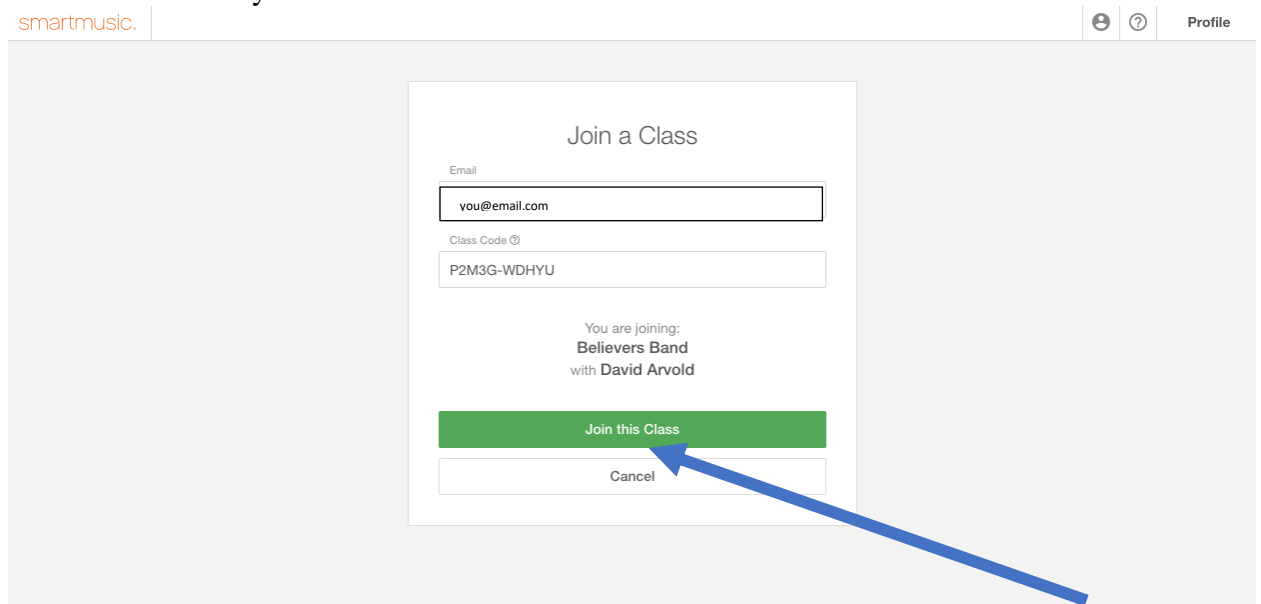 smartmusic.
Profile
Join a Class
Email
you@email.com
Class Code
P2M3G-WDHYU
You are joining:
Believers Band
with David Arvold
Join this Class
Cancel